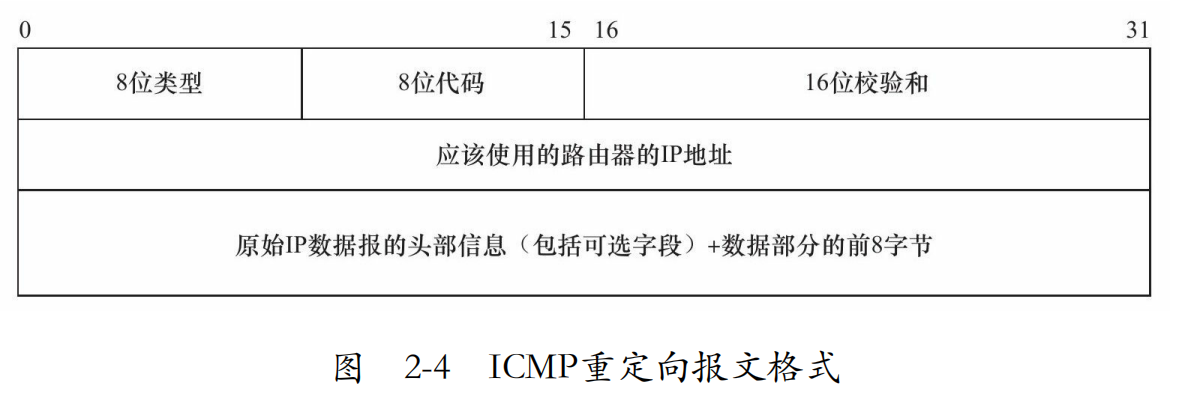 0 15 16 31
8位类型 8位代码 16位校验和
应该使用的路由器的IP地址
原始IP数据报的头部信息（包括可选字段）+数据部分的前8字节
图 2-4 ICMP重定向报文格式